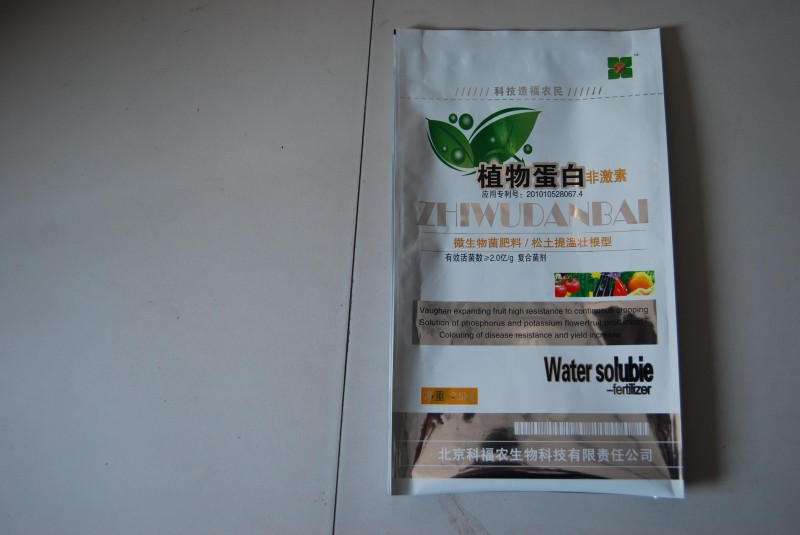 ////// 科技造福农民 //////
植物蛋白非激素
应用专利号：201010528067.4
ZHIWUDANBAI
微生物菌肥料/松土提溫壮根型
有效活菌数≥2.0亿/g 复合菌剂
Vaughan expanding fruit high resistance to continuous cropping
Solution of phosphorus and potassium flowerfruit
Colouring of disease resistance and yield increase
Water solubie
-fertilizer
北京科福农生物科技有限责任公司